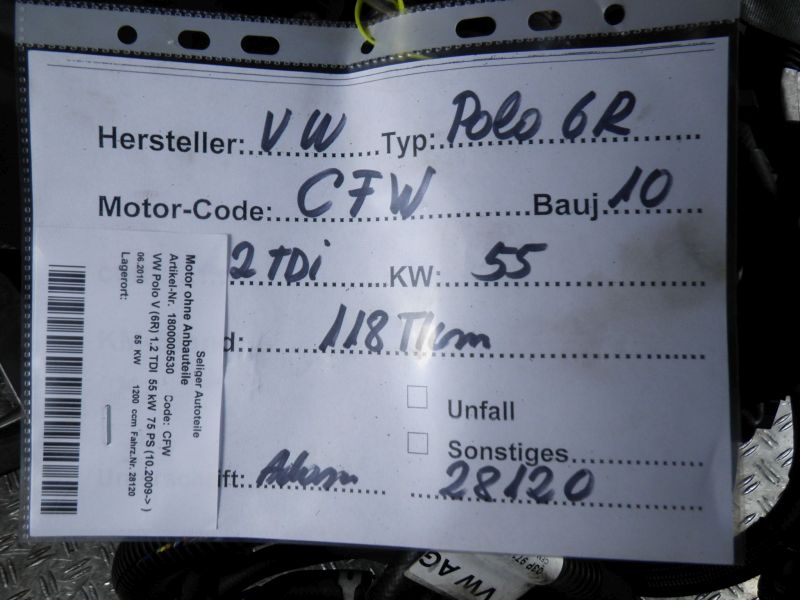 Hersteller: VW Typ: Polo 6R
Motor-Code: CFW Bauj 10
2 TDi KW: 55
d: 118 Tkm
Unfall
Sonstiges
ift: Adam 28120
Seliger Autoteile
Motor ohne Anbauteile
Artikel-Nr. 1800005530 Code: CFW
VW Polo V (6R) 1.2 TDI 55 kW 75 PS (10.2009-> )
06.2010 55 KW 1200 ccm Fahrz.Nr. 28120
Lagerort:
VW AG